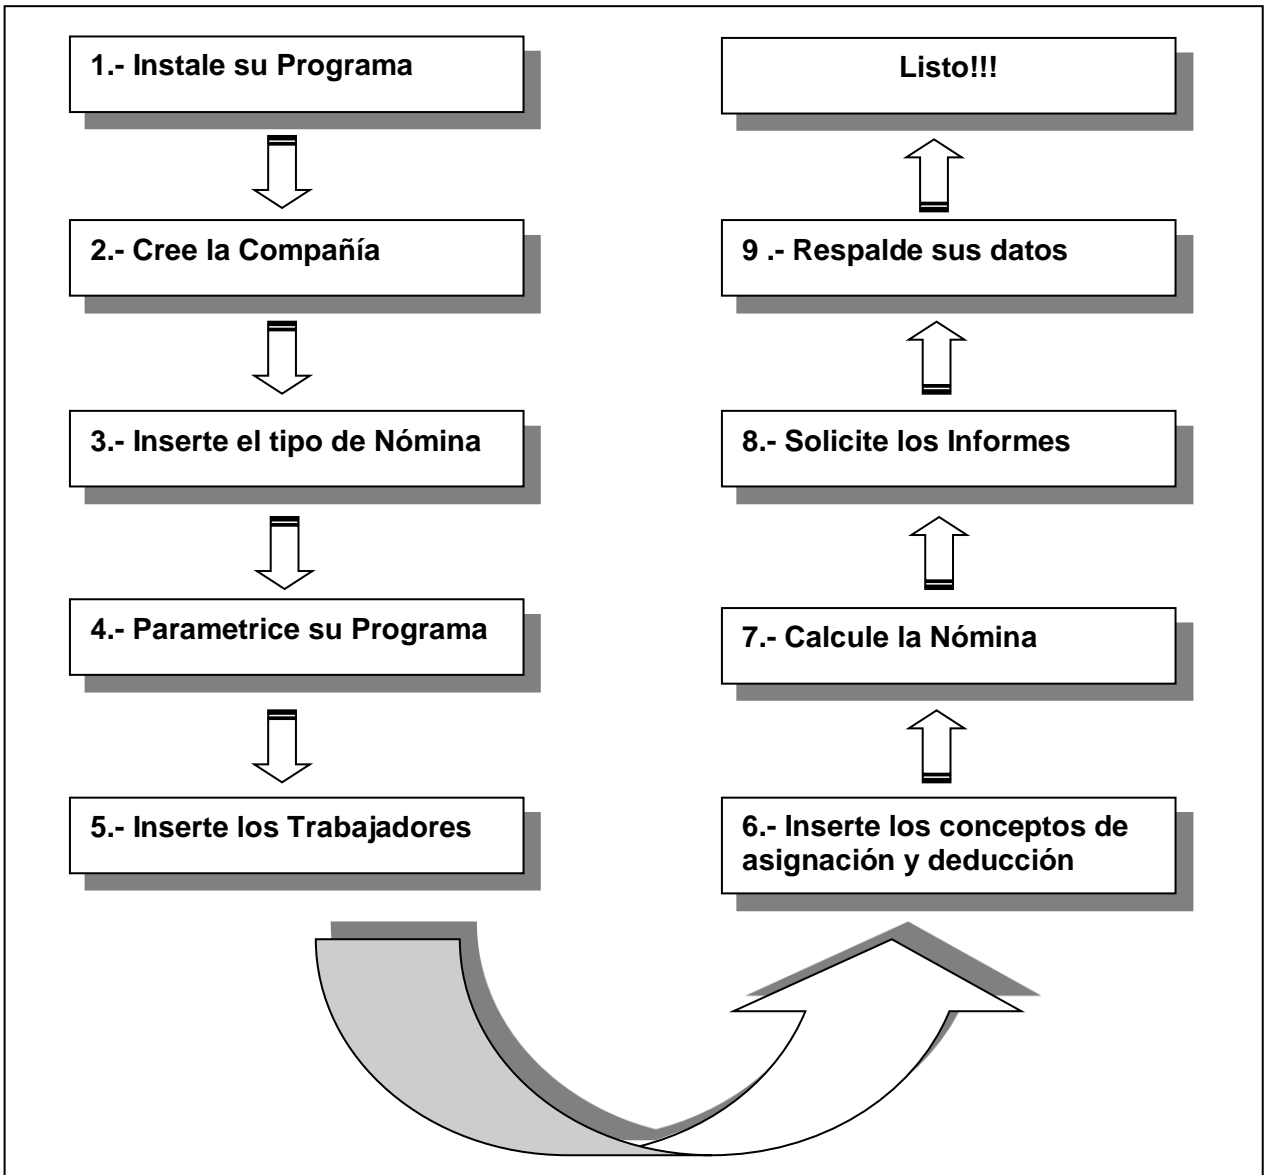 1.- Instale su Programa
2.- Cree la Compañía
3.- Inserte el tipo de Nómina
4.- Parametrice su Programa
5.- Inserte los Trabajadores
6.- Inserte los conceptos de
asignación y deducción
7.- Calcule la Nómina
8.- Solicite los Informes
9 .- Respalde sus datos
Listo!!!